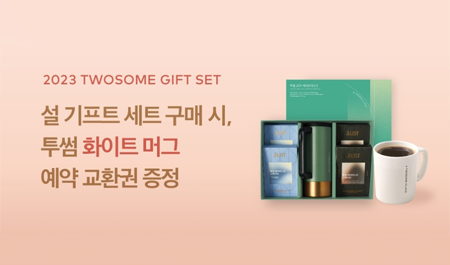 2023 TWOSOME GIFT SET
설 기프트 세트 구매 시,
투썸 화이트 머그
예약 교환권 증정